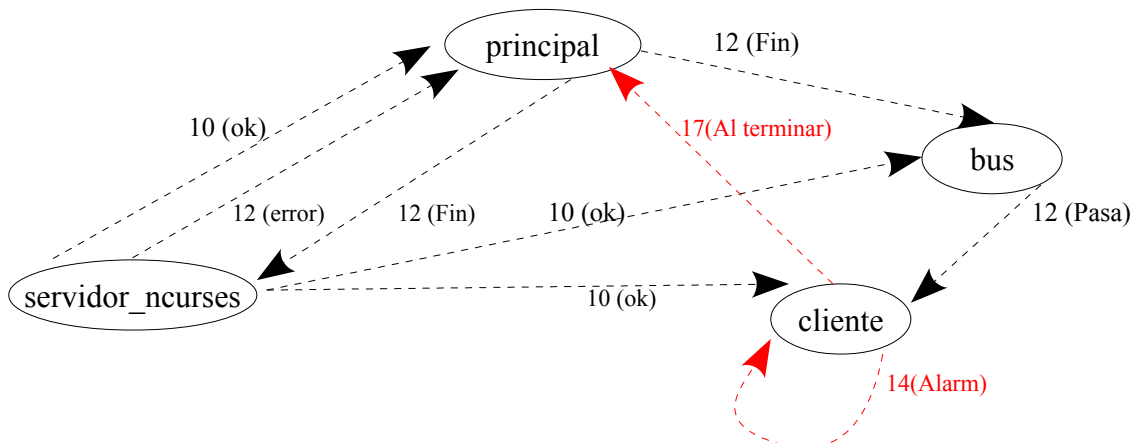 principal
12 (Fin)
10 (ok)
17(Al terminar)
bus
12 (error)
12 (Fin)
10 (ok)
12 (Pasa)
servidor_ncurses
10 (ok)
cliente
14(Alarm)